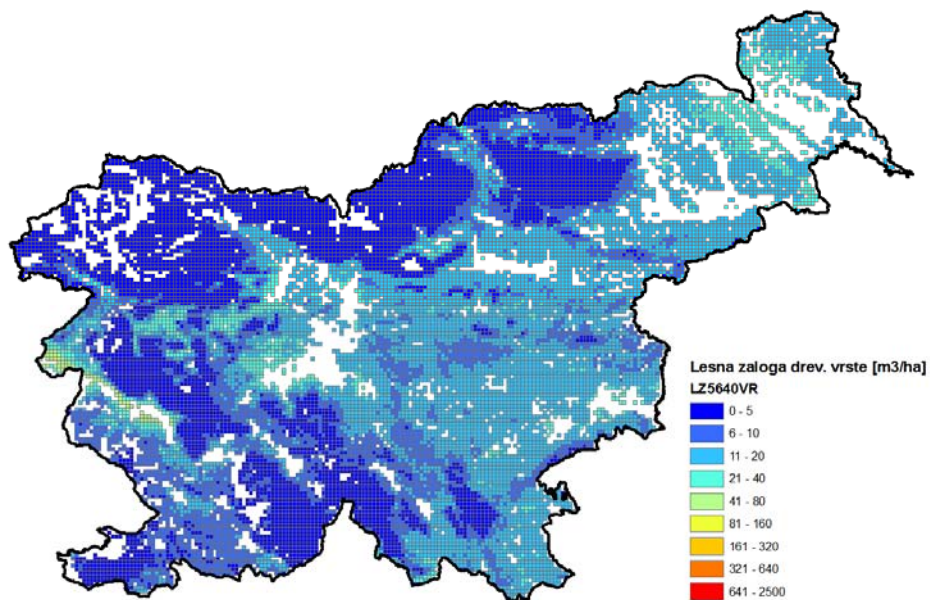 Lesna zaloga drev. vrste [m3/ha]
LZ5640VR
0 - 5
6 - 10
11 - 20
21 - 40
41 - 80
81 - 160
161 - 320
321 - 640
641 - 2500